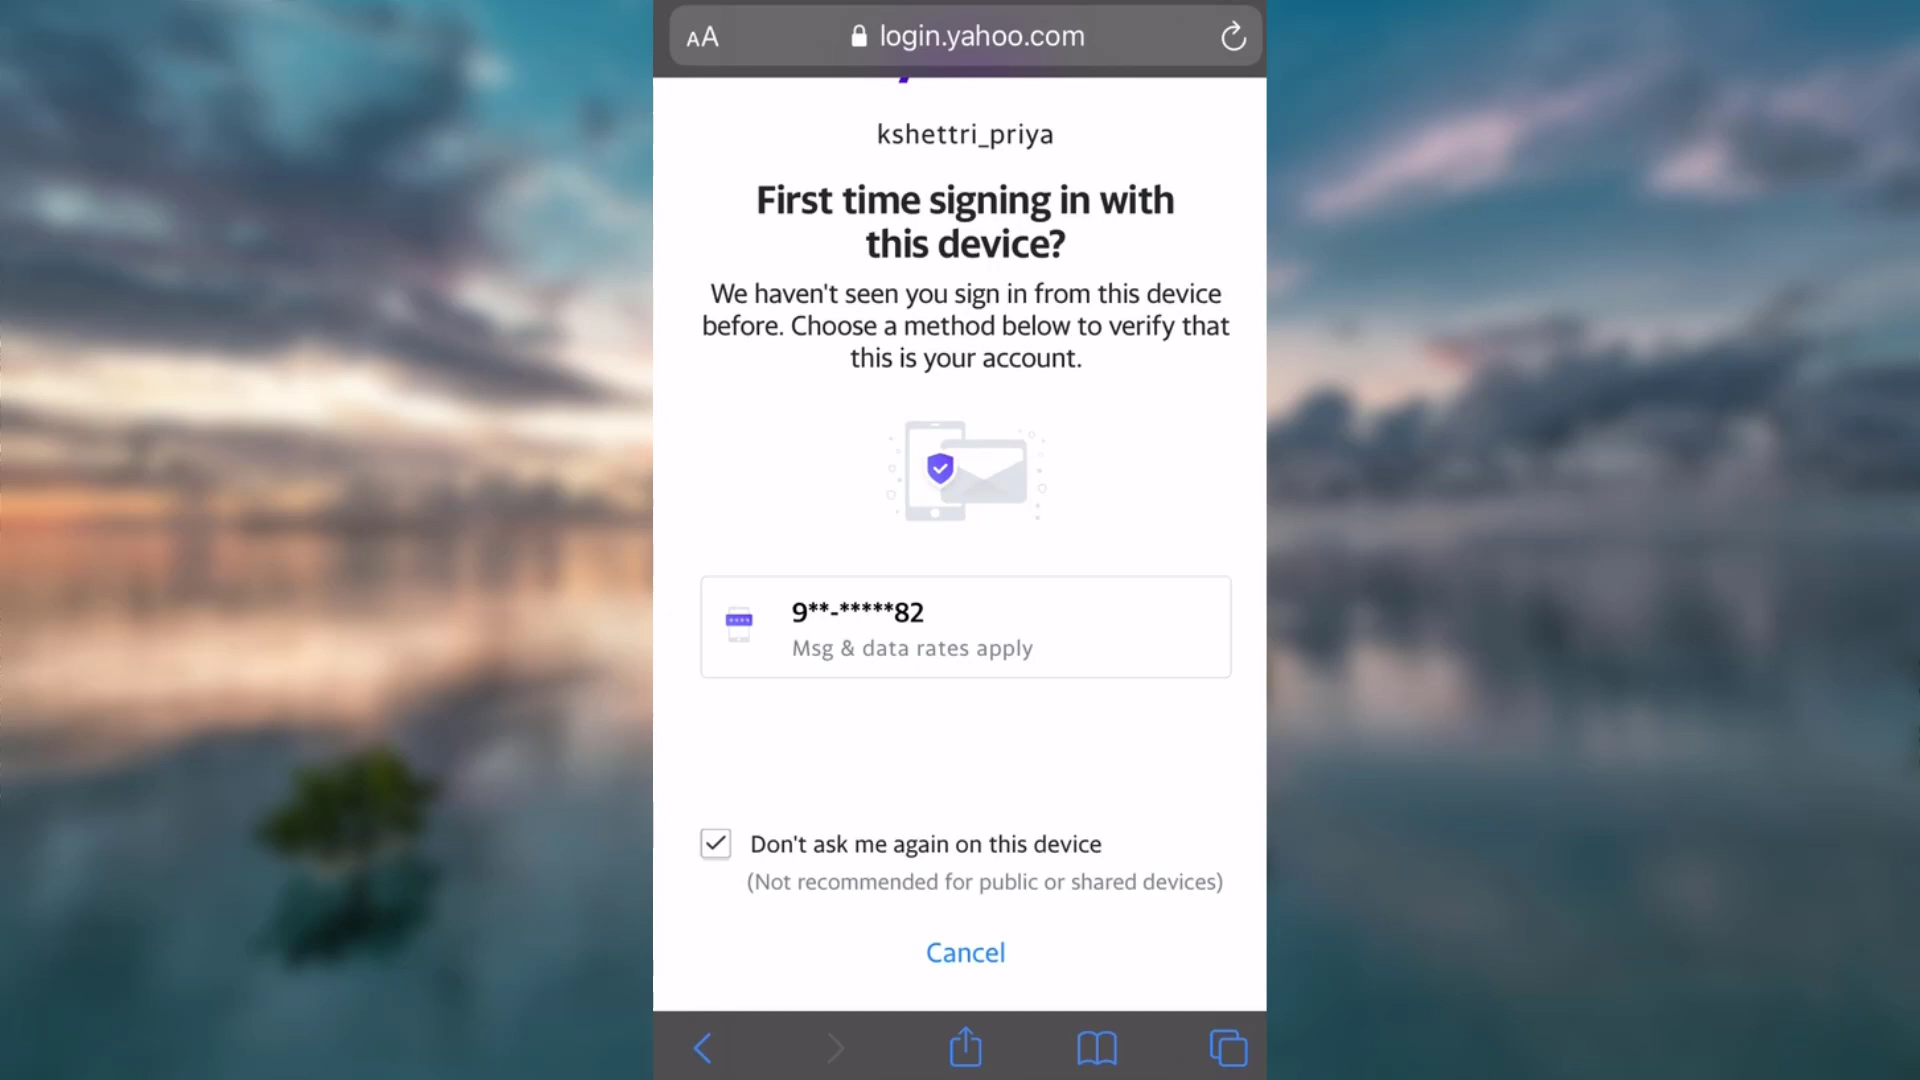 AA login.yahoo.com
kshettri_priya
First time signing in with
this device?
We haven't seen you sign in from this device
before. Choose a method below to verify that
this is your account.
9**-*****82
Msg & data rates apply
Don't ask me again on this device
(Not recommended for public or shared devices)
Cancel